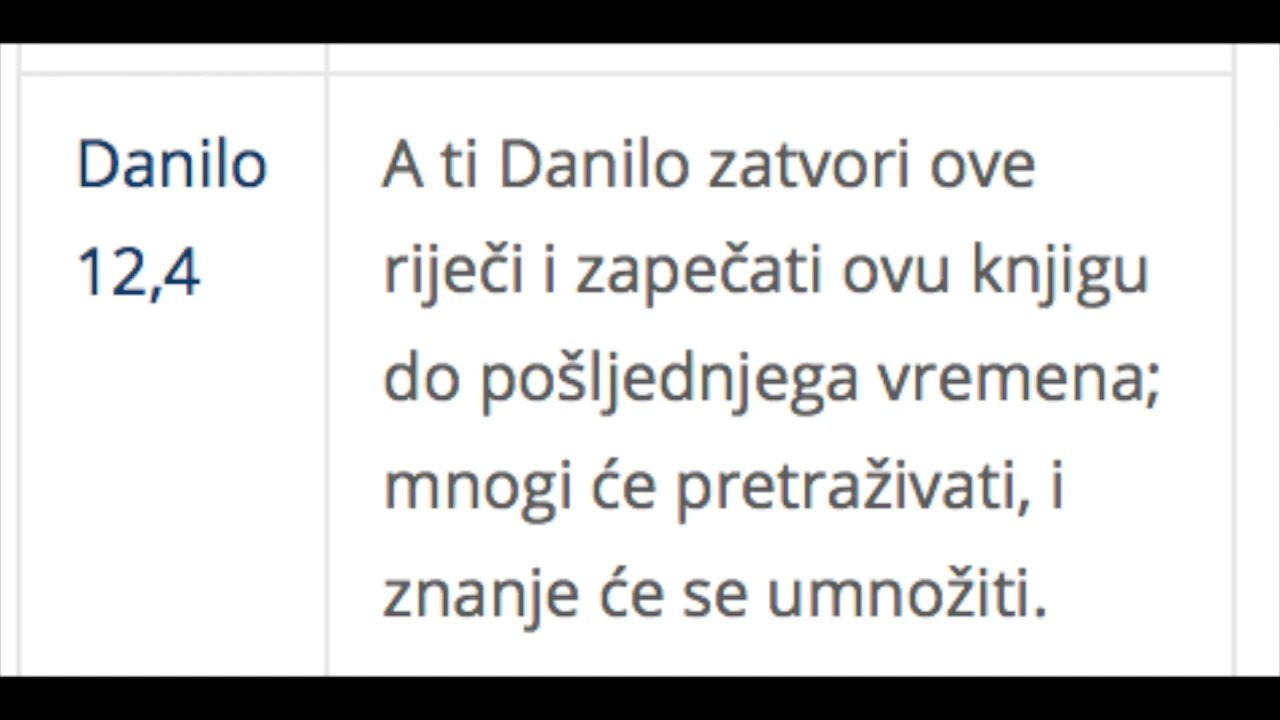 Danilo
12,4
A ti Danilo zatvori ove
riječi i zapečati ovu knjigu
do pošljednjega vremena;
mnogi će pretraživati, i
znanje će se umnožiti.